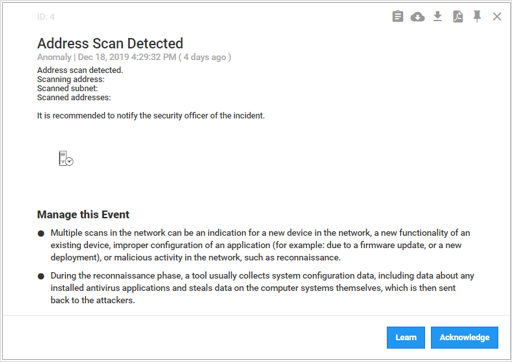 ID: 4
Address Scan Detected
Anomaly | Dec 18, 2019 4:29:32 PM ( 4 days ago )
Address scan detected.
Scanning address:
Scanned subnet:
Scanned addresses:
It is recommended to notify the security officer of the incident.
Manage this Event
● Multiple scans in the network can be an indication for a new device in the network, a new functionality of an
existing device, improper configuration of an application (for example: due to a firmware update, or a new
deployment), or malicious activity in the network, such as reconnaissance.
● During the reconnaissance phase, a tool usually collects system configuration data, including data about any
installed antivirus applications and steals data on the computer systems themselves, which is then sent
back to the attackers.
Learn Acknowledge